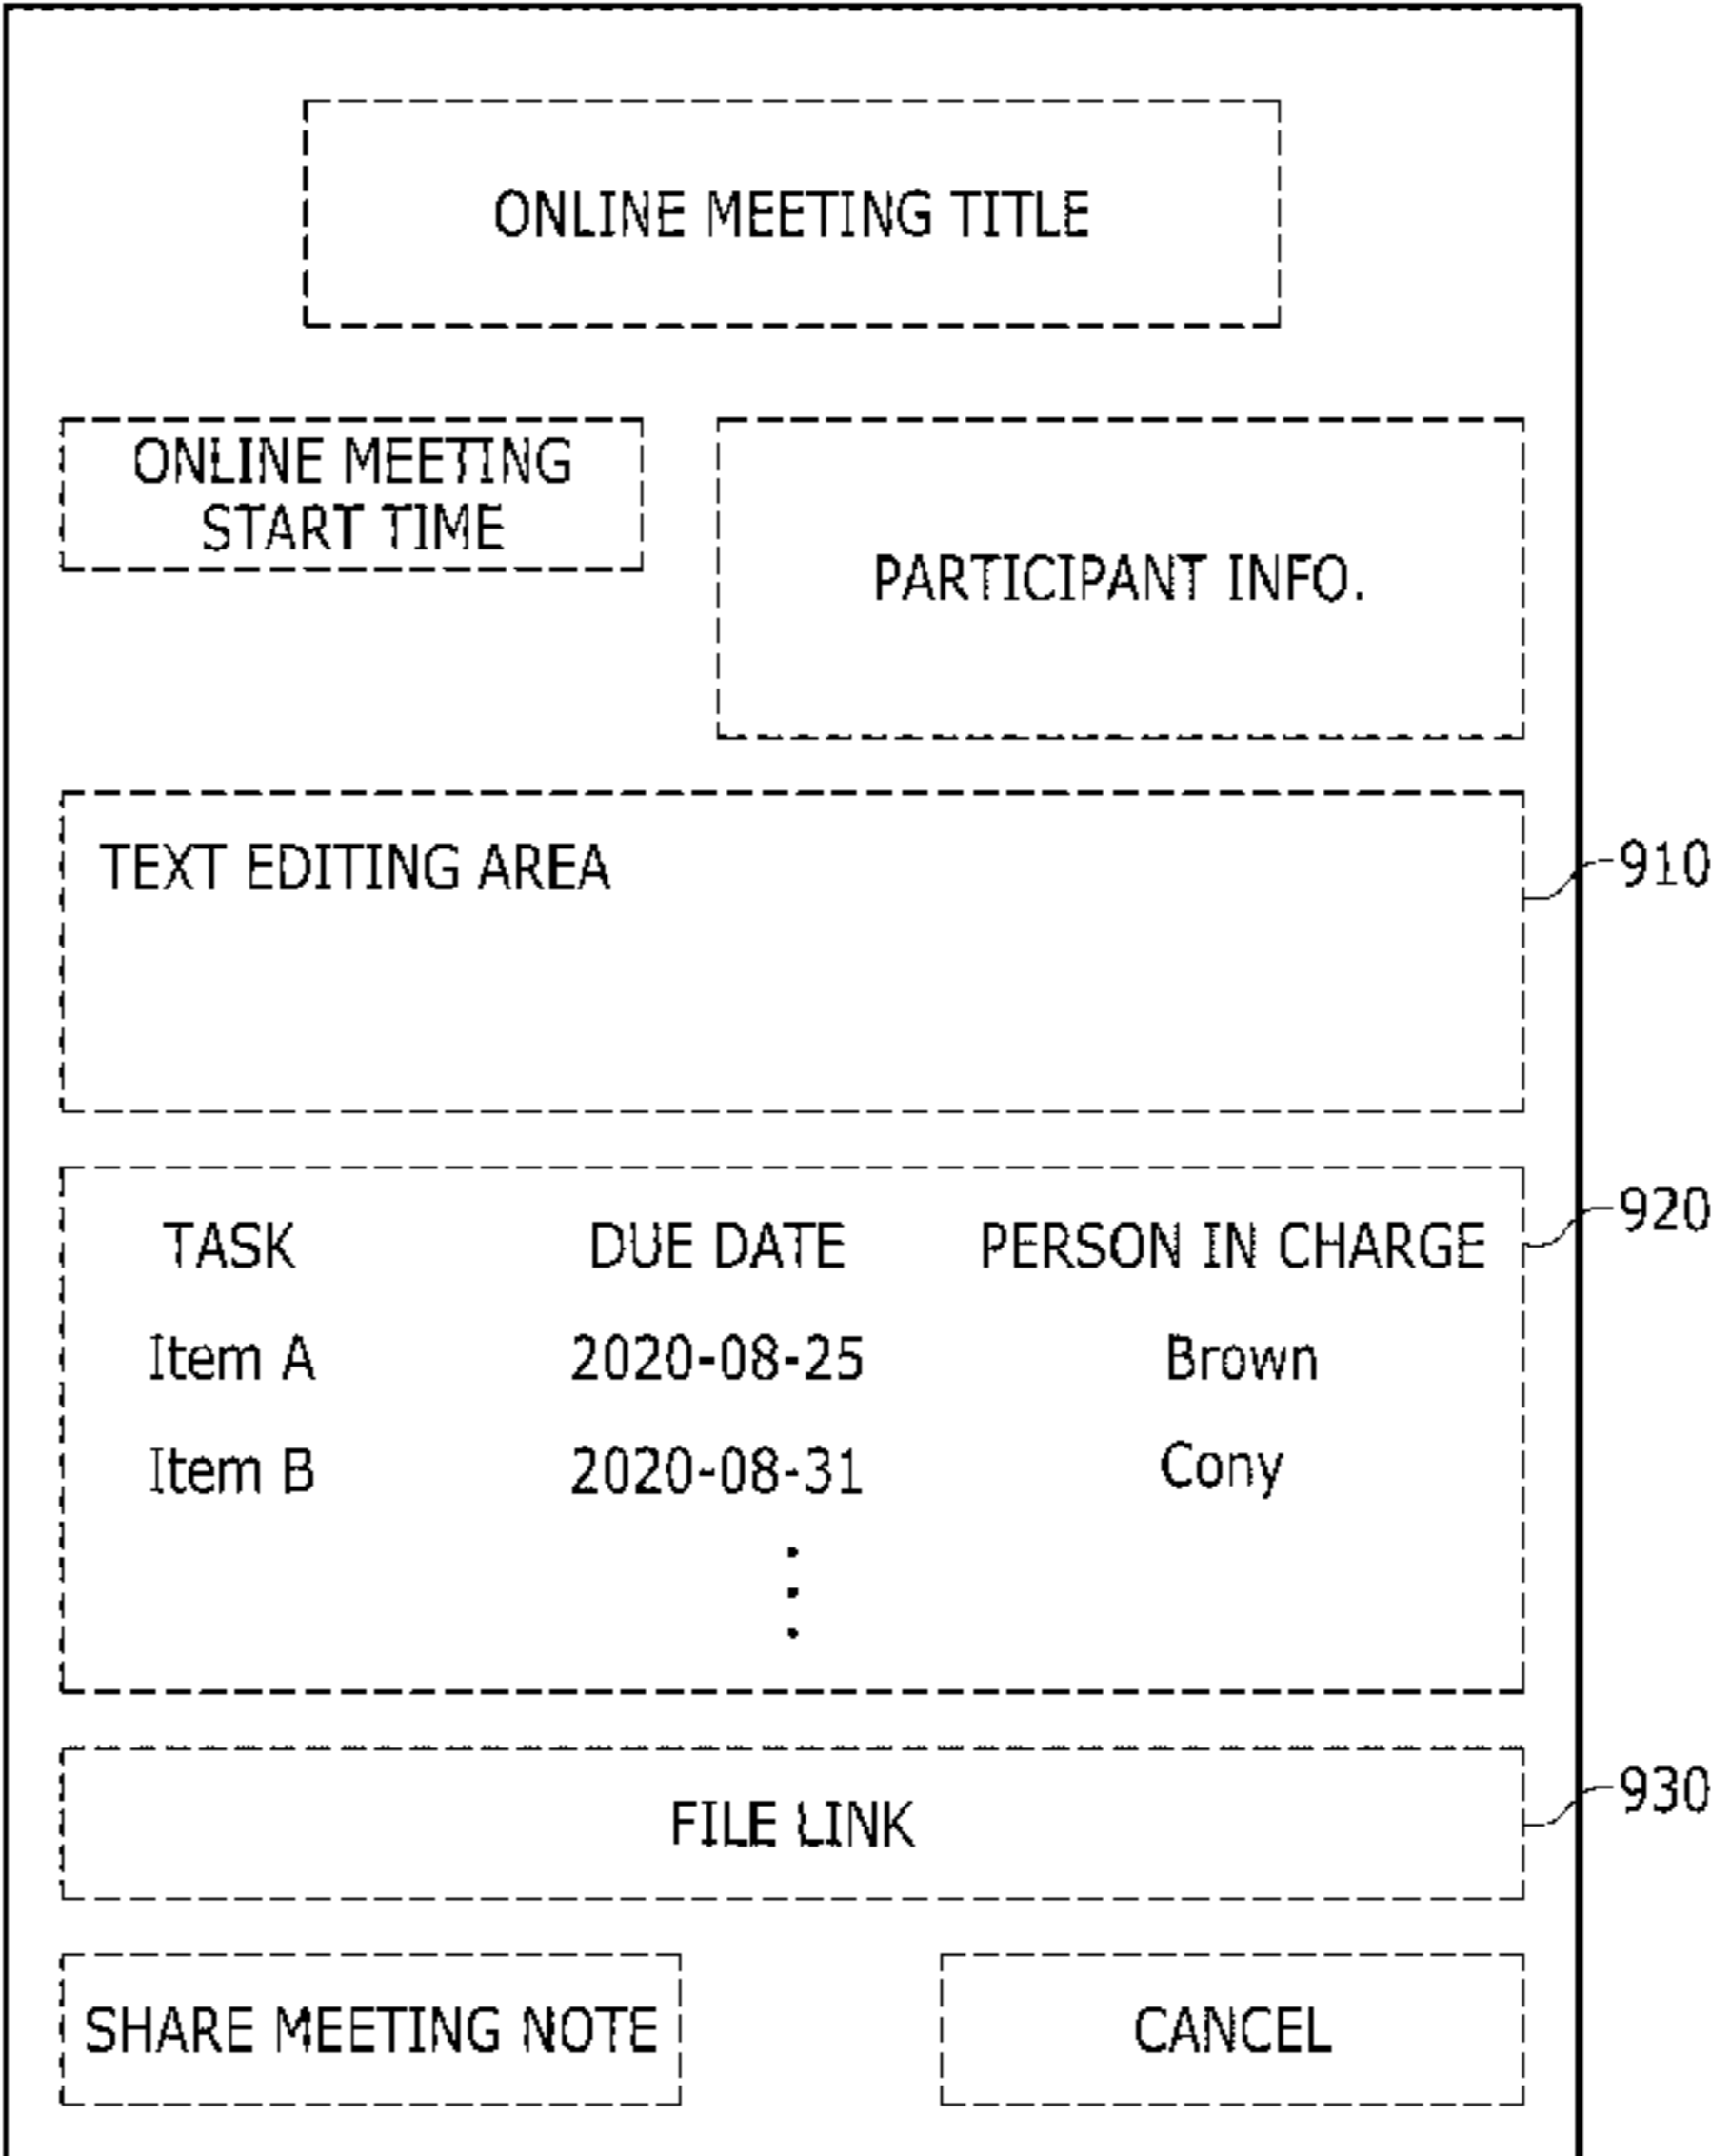 ONLINE MEETING TITLE
ONLINE MEETING
START TIME
PARTICIPANT INFO.
TEXT EDITING AREA
910
TASK DUE DATE PERSON IN CHARGE
920
Item A 2020-08-25 Brown
Item B 2020-08-31 Cony
FILE LINK
930
SHARE MEETING NOTE CANCEL